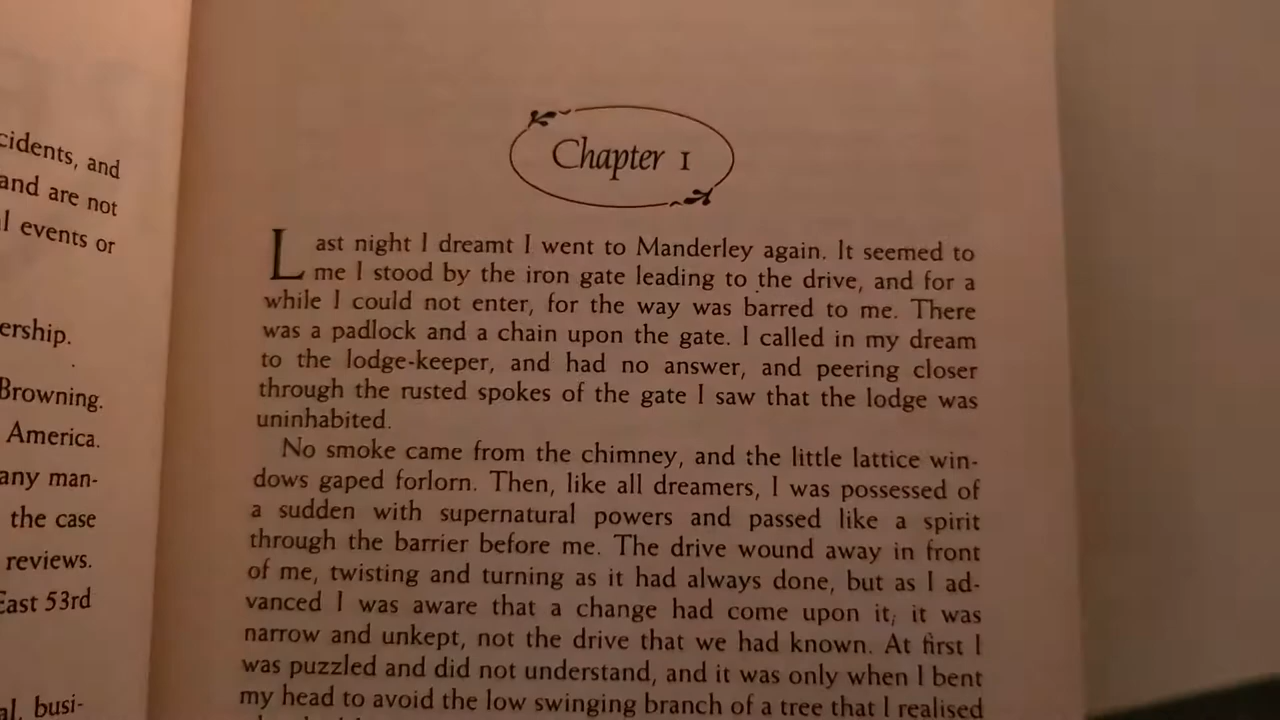 cidents, and
and are not
l events or
ership.
Browning.
America.
any man-
the case
reviews.
East 53rd
al, busi-
Chapter 1
Last night I dreamt I went to Manderley again. It seemed to
me I stood by the iron gate leading to the drive, and for a
while I could not enter, for the way was barred to me. There
was a padlock and a chain upon the gate. I called in my dream
to the lodge-keeper, and had no answer, and peering closer
through the rusted spokes of the gate I saw that the lodge was
uninhabited.
No smoke came from the chimney, and the little lattice win-
dows gaped forlorn. Then, like all dreamers, I was possessed of
a sudden with supernatural powers and passed like a spirit
through the barrier before me. The drive wound away in front
of me, twisting and turning as it had always done, but as I ad-
vanced I was aware that a change had come upon it; it was
narrow and unkept, not the drive that we had known. At first I
was puzzled and did not understand, and it was only when I bent
my head to avoid the low swinging branch of a tree that I realised